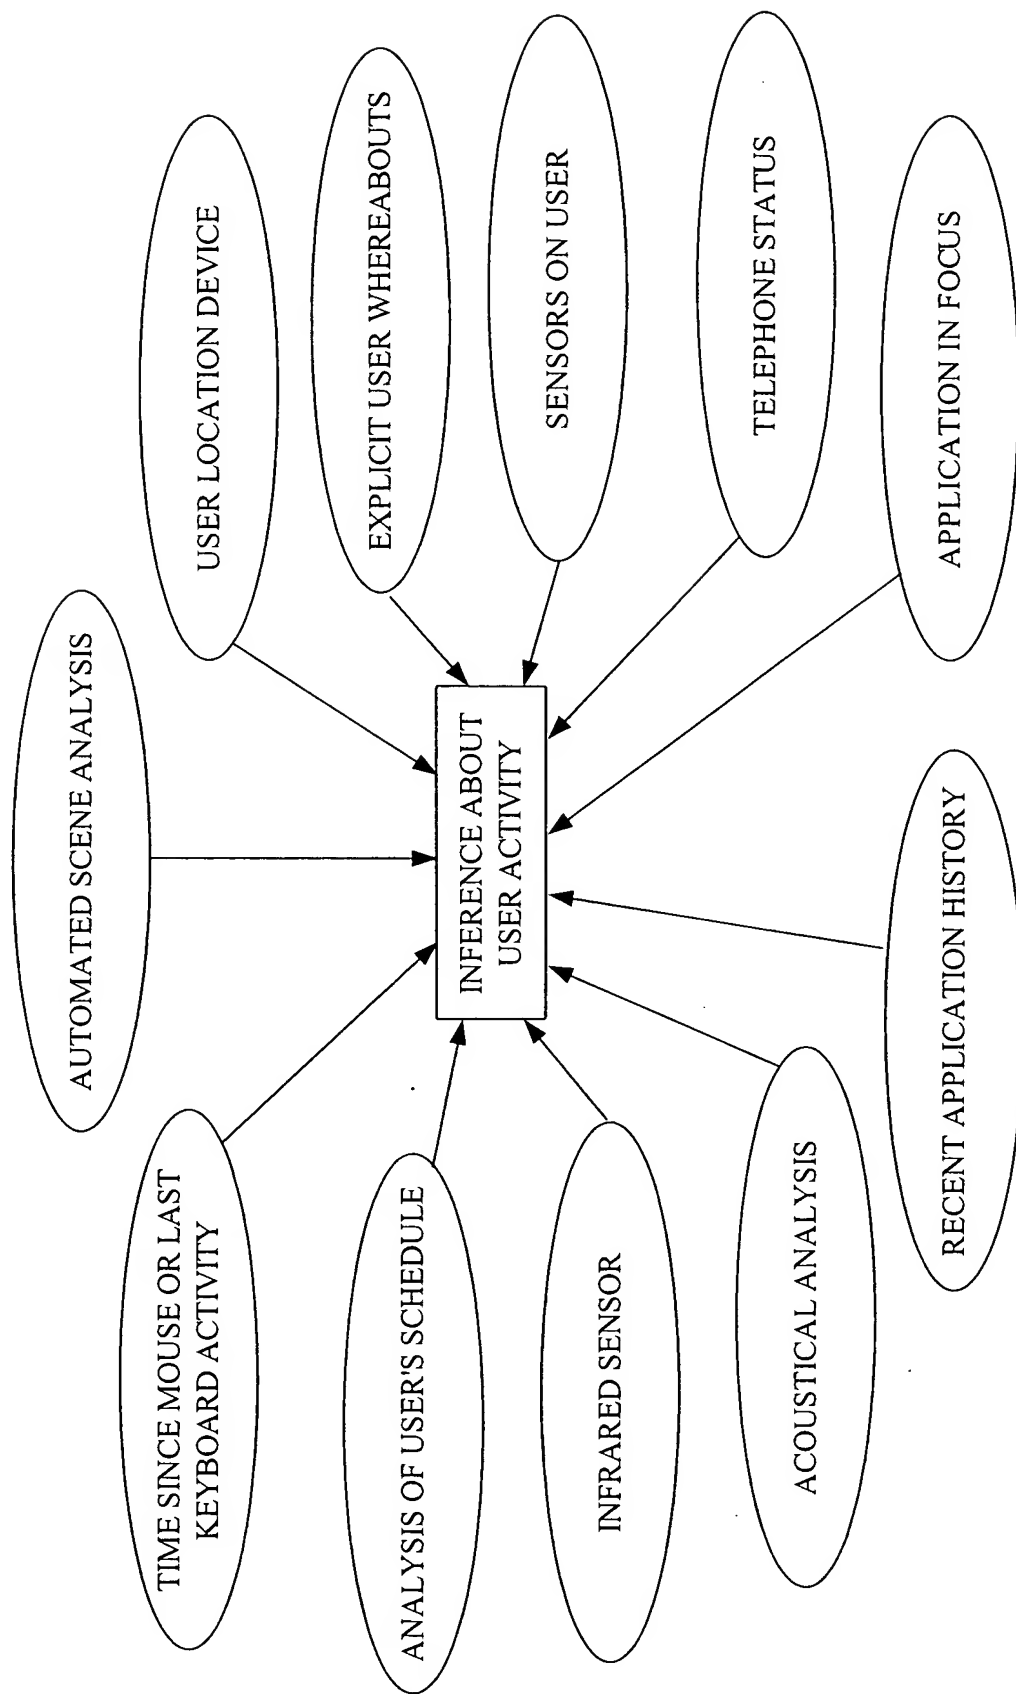 AUTOMATED SCENE ANALYSIS
TIME SINCE MOUSE OR LAST
KEYBOARD ACTIVITY
USER LOCATION DEVICE
ANALYSIS OF USER'S SCHEDULE
EXPLICIT USER WHEREABOUTS
INFERENCE ABOUT
USER ACTIVITY
INFRARED SENSOR
SENSORS ON USER
ACOUSTICAL ANALYSIS
TELEPHONE STATUS
RECENT APPLICATION HISTORY
APPLICATION IN FOCUS